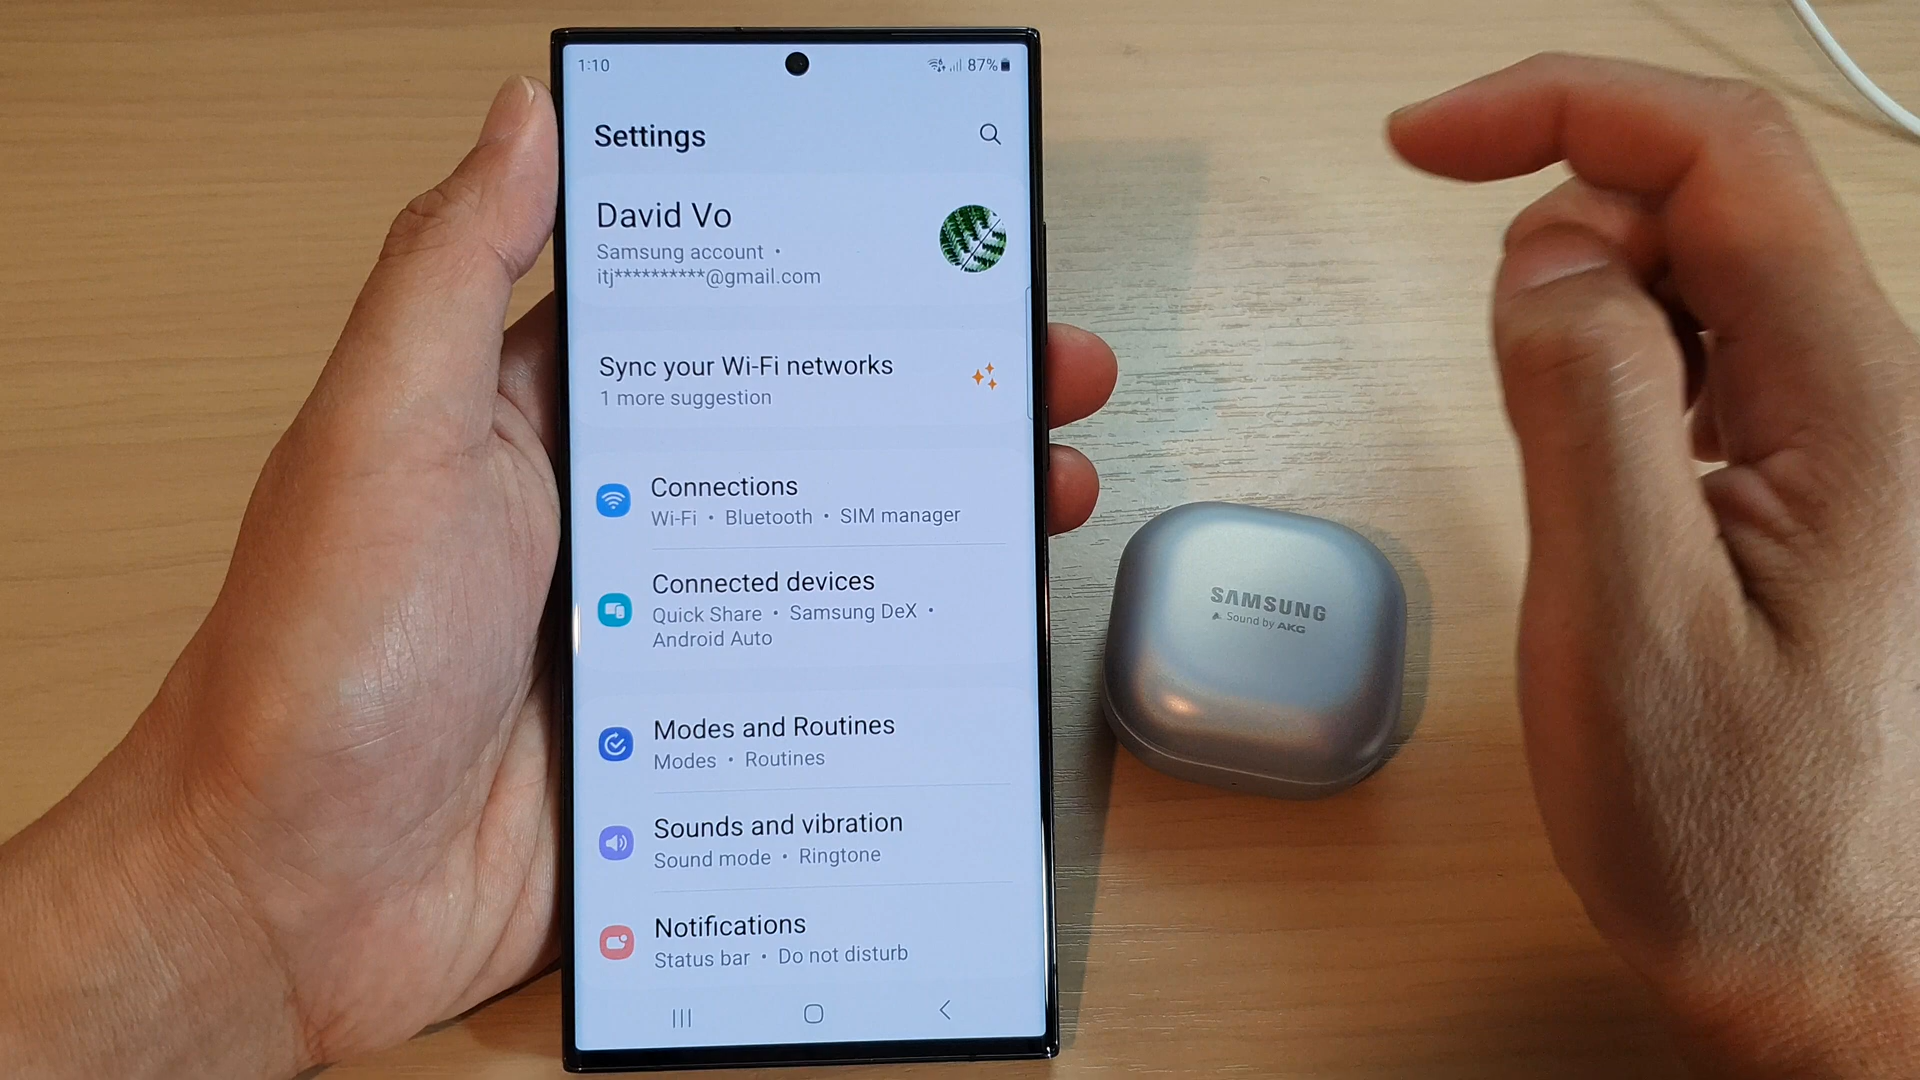 1:10
87%
Settings
David Vo
Samsung account •
itj**********@gmail.com
Sync your Wi-Fi networks
1 more suggestion
Connections
Wi-Fi • Bluetooth • SIM manager
Connected devices
Quick Share • Samsung DeX •
Android Auto
Modes and Routines
Modes • Routines
Sounds and vibration
Sound mode • Ringtone
Notifications
Status bar • Do not disturb
SAMSUNG
Sound by AKG